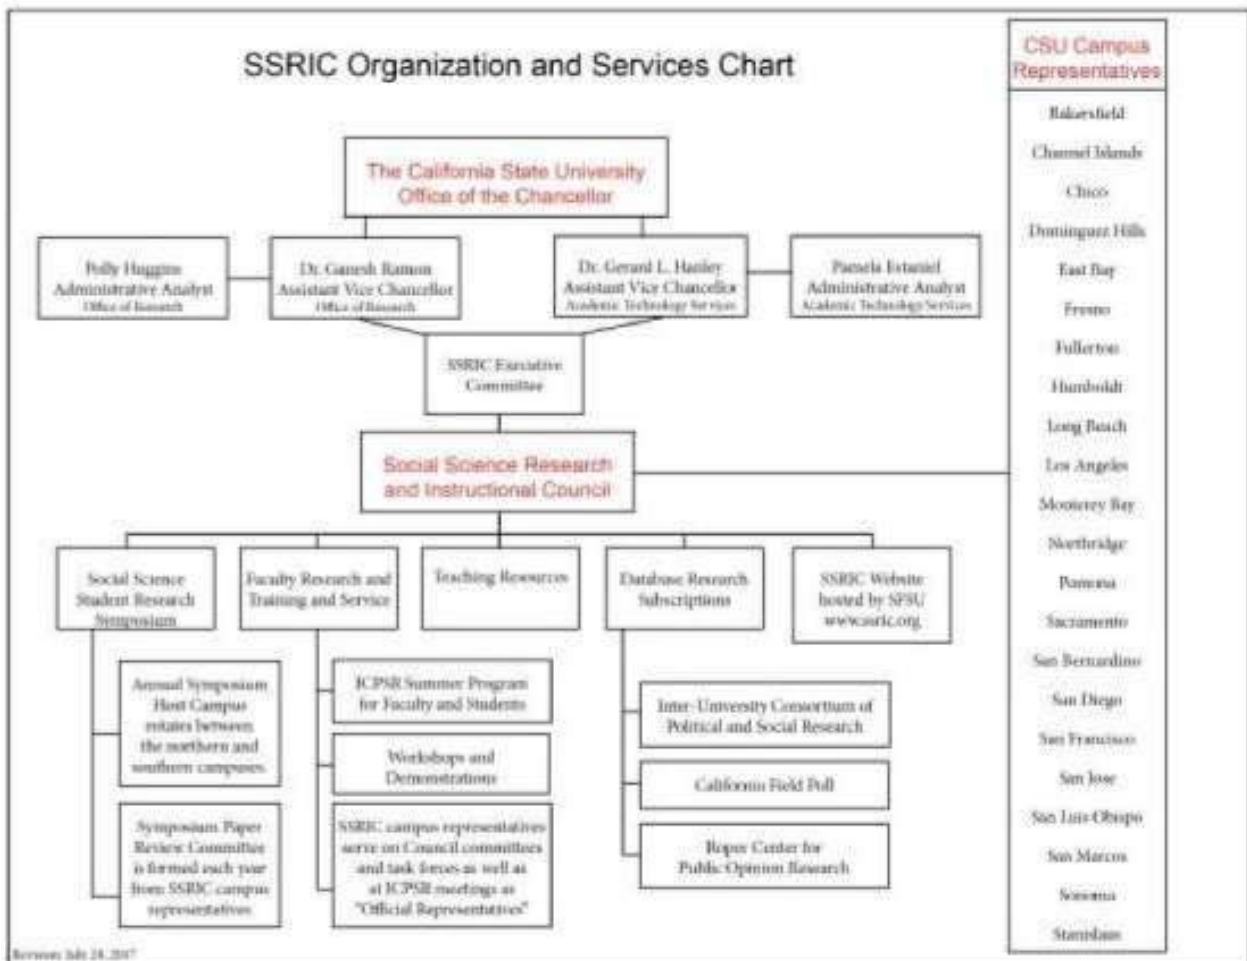 SSRIC Organization and Services Chart
The California State University
Office of the Chancellor
Polly Huggins
Administrative Analyst
Office of Research
Dr. Ganesh Raman
Assistant Vice Chancellor
Office of Research
Dr. Gerard L. Hanley
Assistant Vice Chancellor
Academic Technology Services
Pamela Estaniel
Administrative Analyst
Academic Technology Services
SSRIC Executive
Committee
Social Science Research
and Instructional Council
Social Science
Student Research
Symposium
Faculty Research and
Training and Service
Teaching Resources
Database Research
Subscriptions
SSRIC Website
hosted by SFSU
www.ssric.org
Annual Symposium
Host Campus
rotates between
the northern and
southern campuses.
Symposium Paper
Review Committee
is formed each year
from SSRIC campus
representatives
ICPSR Summer Program
for Faculty and Students
Workshops and
Demonstrations
SSRIC campus representatives
serve on Council committees
and task forces as well as
at ICPSR meetings as
"Official Representatives"
Inter-University Consortium of
Political and Social Research
California Field Poll
Roper Center for
Public Opinion Research
CSU Campus
Representatives
Bakersfield
Channel Islands
Chico
Dominguez Hills
East Bay
Fresno
Fullerton
Humboldt
Long Beach
Los Angeles
Monterey Bay
Northridge
Pomona
Sacramento
San Bernardino
San Diego
San Francisco
San Jose
San Luis Obispo
San Marcos
Sonoma
Stanislaus
July 28, 2017